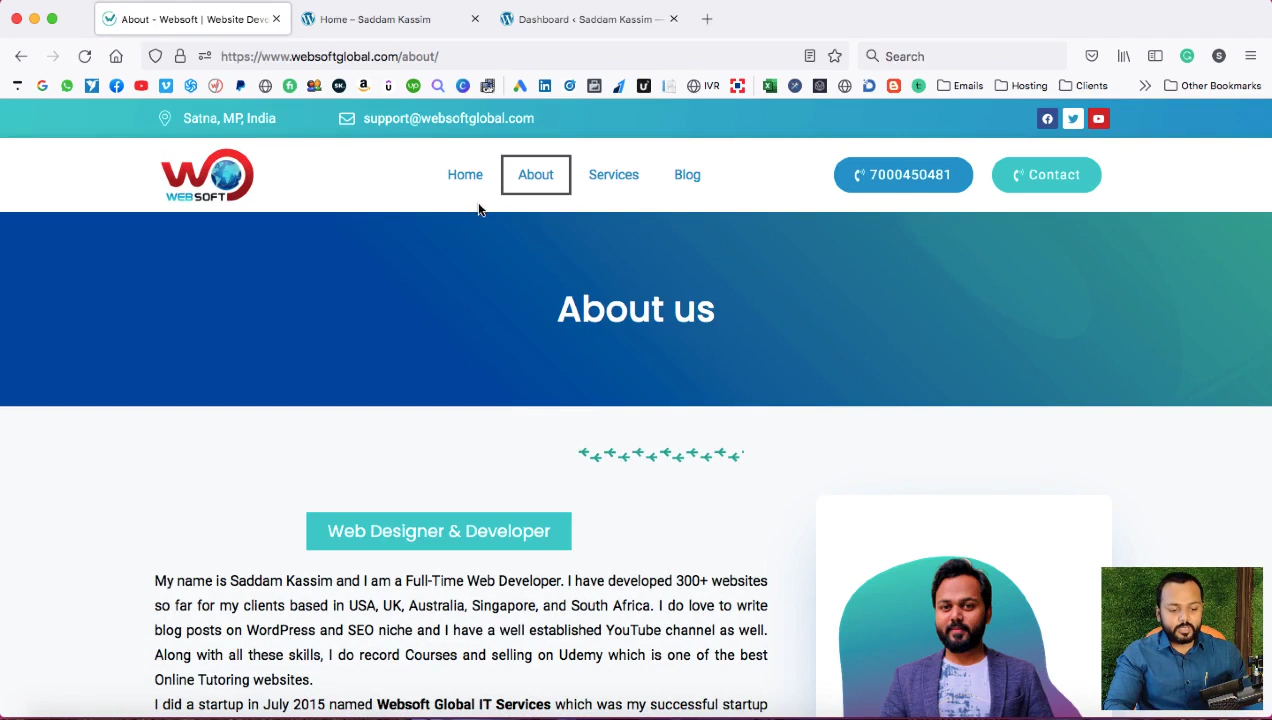 About - Websoft | Website Deve
Home – Saddam Kassim
Dashboard ‹ Saddam Kassim —
https://www.websoftglobal.com/about/
Search
IVR
Emails
Hosting
Clients
Other Bookmarks
Satna, MP, India
support@websoftglobal.com
WEBSOFT
Home
About
Services
Blog
7000450481
Contact
About us
Web Designer & Developer
My name is Saddam Kassim and I am a Full-Time Web Developer. I have developed 300+ websites
so far for my clients based in USA, UK, Australia, Singapore, and South Africa. I do love to write
blog posts on WordPress and SEO niche and I have a well established YouTube channel as well.
Along with all these skills, I do record Courses and selling on Udemy which is one of the best
Online Tutoring websites.
I did a startup in July 2015 named Websoft Global IT Services which was my successful startup